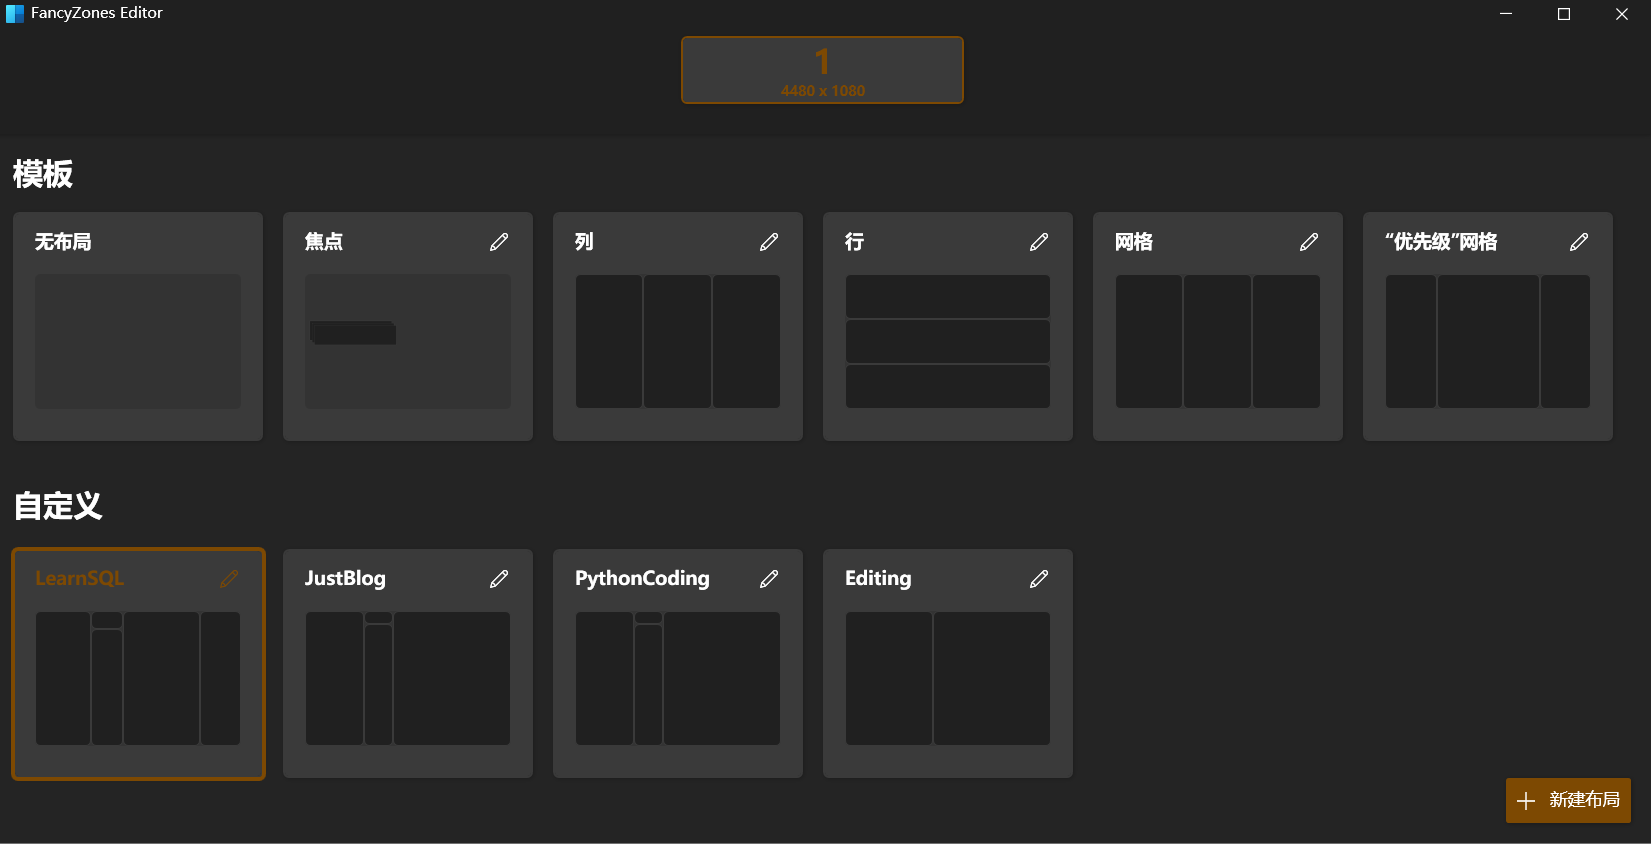 FancyZones Editor
1
4480 x 1080
模板
无布局
焦点
列
行
网格
“优先级”网格
自定义
LearnSQL
JustBlog
PythonCoding
Editing
新建布局